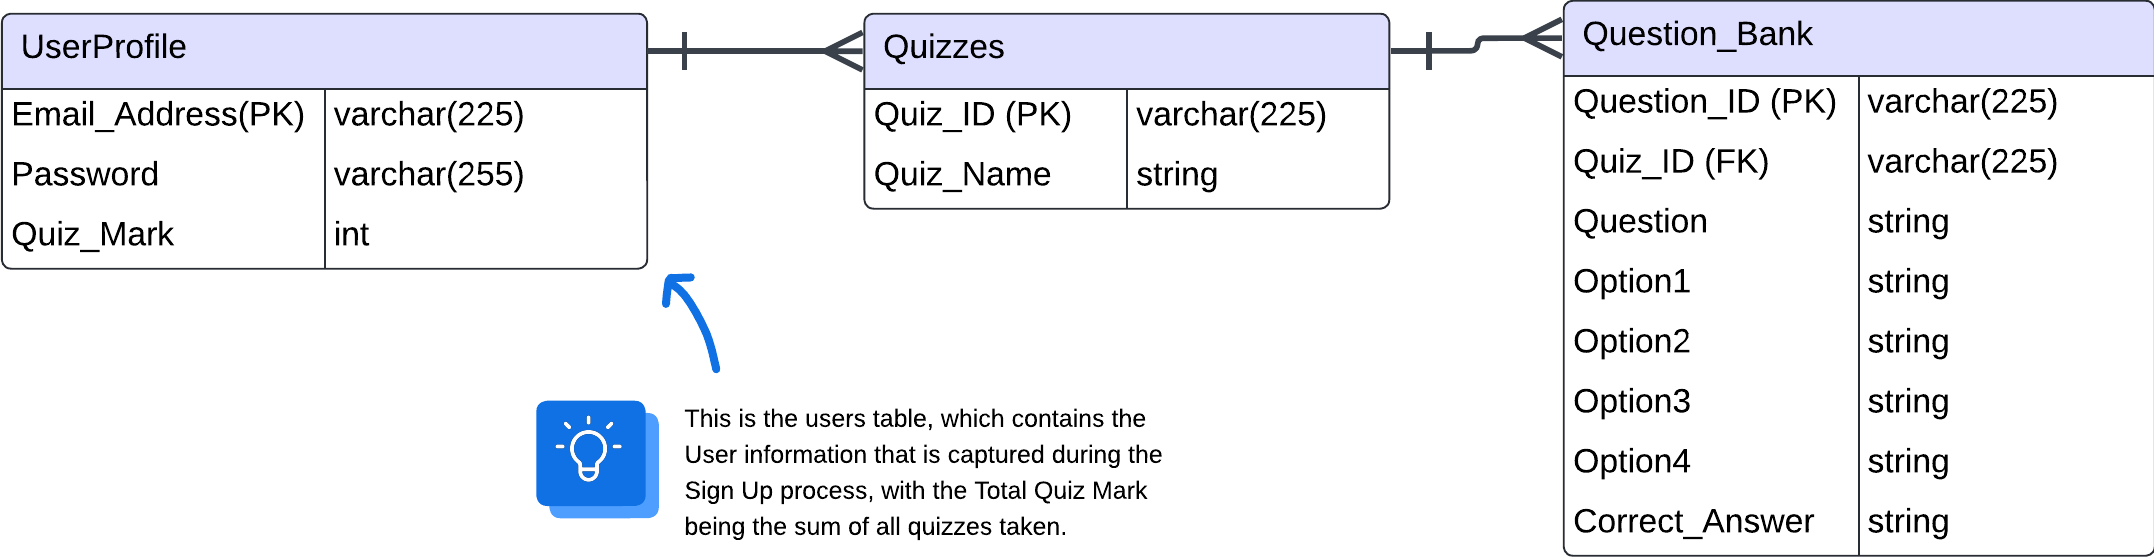 UserProfile
Email_Address(PK) varchar(225)
Password varchar(255)
Quiz_Mark int
Quizzes
Quiz_ID (PK) varchar(225)
Quiz_Name string
Question_Bank
Question_ID (PK) varchar(225)
Quiz_ID (FK) varchar(225)
Question string
Option1 string
Option2 string
Option3 string
Option4 string
Correct_Answer string
This is the users table, which contains the
User information that is captured during the
Sign Up process, with the Total Quiz Mark
being the sum of all quizzes taken.